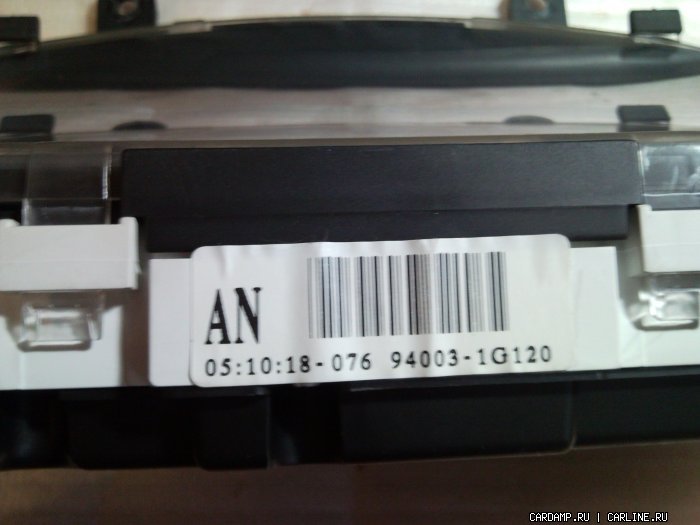 AN
05:10:18-076 94003-1G120
CARDAMP.RU | CARLINE.RU